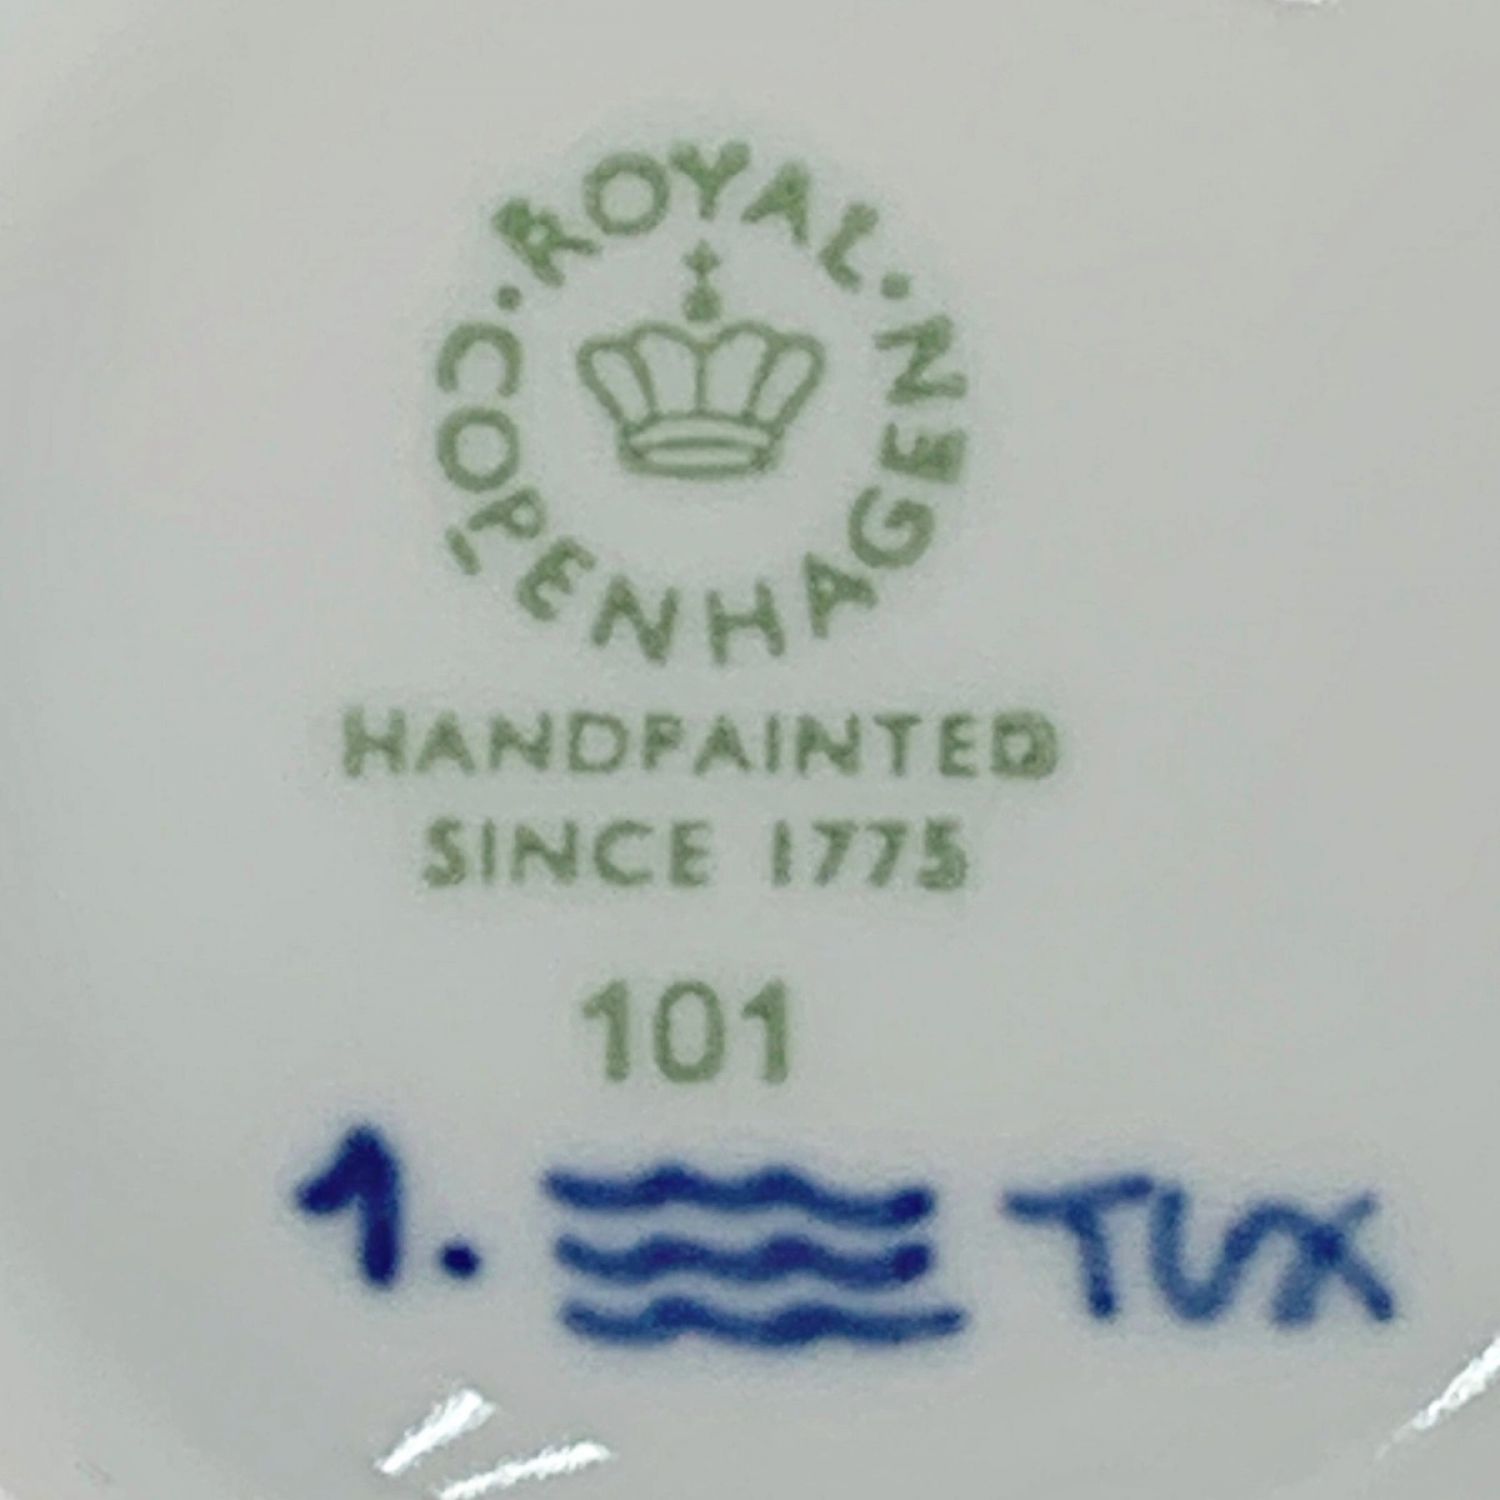 ROYAL
COPENHAGEN
HANDPAINTED
SINCE 1775
101
1. TUX